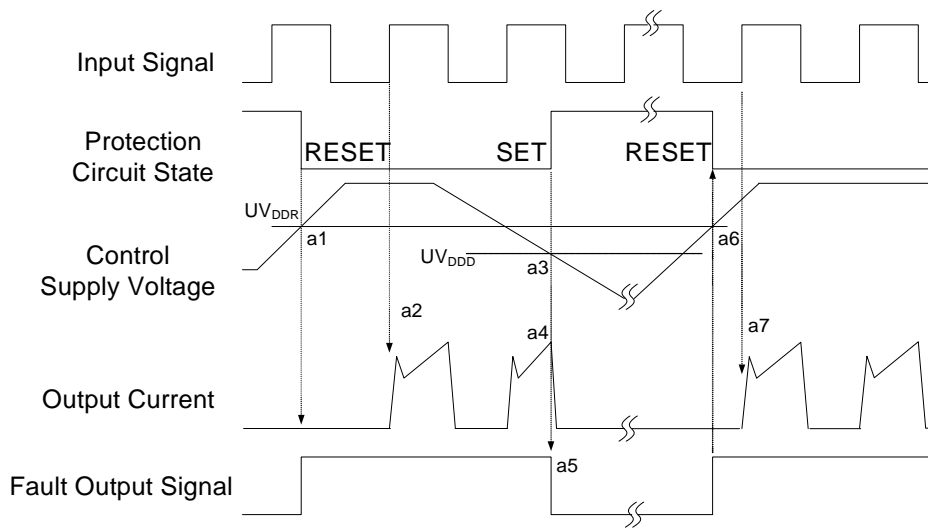 Input Signal
Protection
Circuit State
RESET
SET
RESET
UVDDR
a1
Control
Supply Voltage
UVDDD
a3
a6
a2
a4
a7
Output Current
a5
Fault Output Signal